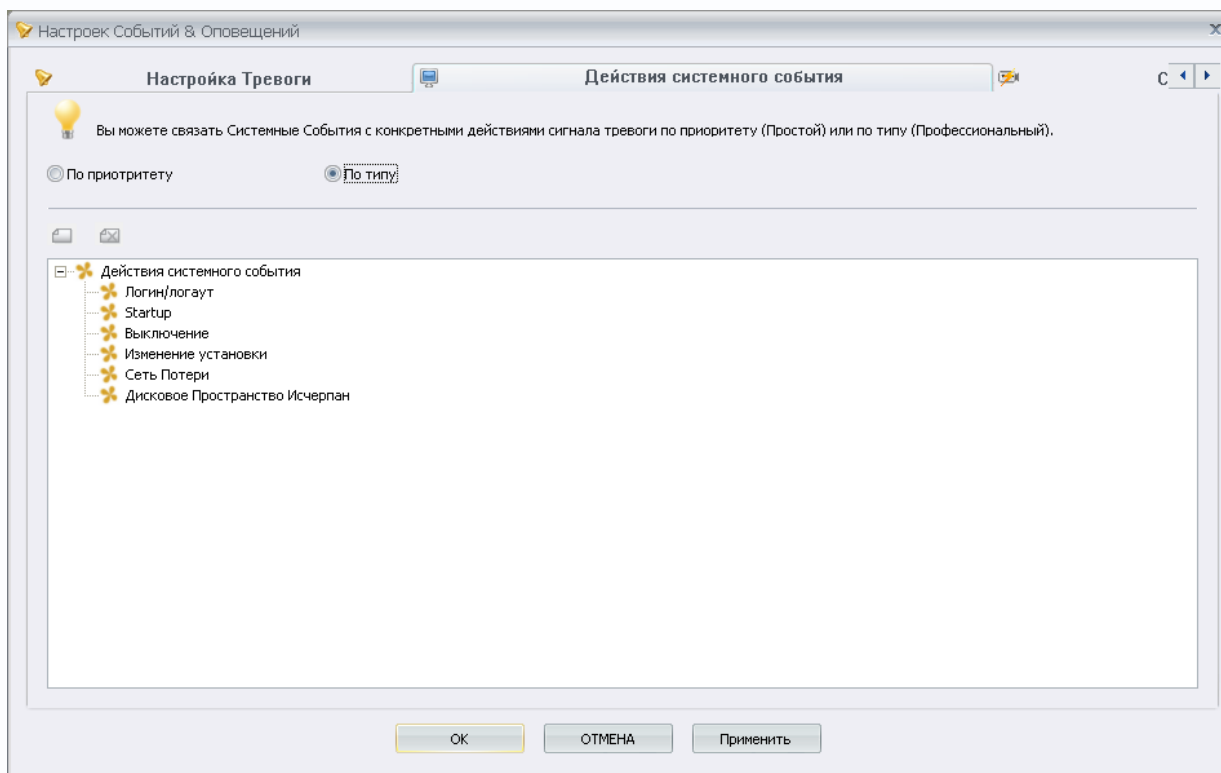 Настроек Событий & Оповещений
Настройка Тревоги
Действия системного события
С
Вы можете связать Системные События с конкретными действиями сигнала тревоги по приоритету (Простой) или по типу (Профессиональный).
По приотритету
По типу
Действия системного события
Логин/логаут
Startup
Выключение
Изменение установки
Сеть Потери
Дисковое Пространство Исчерпан
ОК
ОТМЕНА
Применить